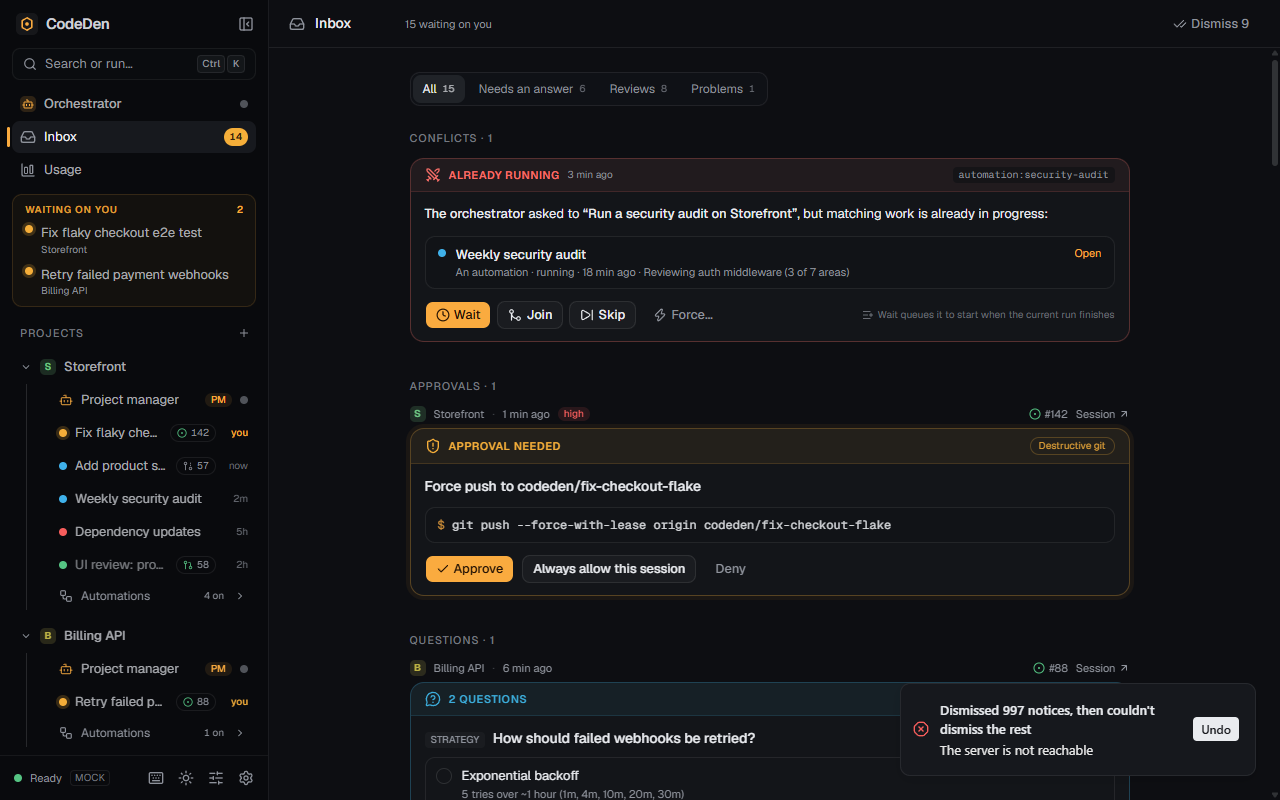 CodeDen
Search or run... Ctrl K
Orchestrator
Inbox 14
Usage
WAITING ON YOU 2
Fix flaky checkout e2e test
Storefront
Retry failed payment webhooks
Billing API
PROJECTS
S Storefront
Project manager PM
Fix flaky che... 142 you
Add product s... 57 now
Weekly security audit 2m
Dependency updates 5h
UI review: pro... 58 2h
Automations 4 on
B Billing API
Project manager PM
Retry failed p... 88 you
Automations 1 on
Ready MOCK
Inbox 15 waiting on you Dismiss 9
All 15 Needs an answer 6 Reviews 8 Problems 1
CONFLICTS · 1
ALREADY RUNNING 3 min ago automation:security-audit
The orchestrator asked to “Run a security audit on Storefront”, but matching work is already in progress:
Weekly security audit Open
An automation · running · 18 min ago · Reviewing auth middleware (3 of 7 areas)
Wait Join Skip Force... Wait queues it to start when the current run finishes
APPROVALS · 1
S Storefront · 1 min ago high #142 Session ↗
APPROVAL NEEDED Destructive git
Force push to codeden/fix-checkout-flake
$ git push --force-with-lease origin codeden/fix-checkout-flake
Approve Always allow this session Deny
QUESTIONS · 1
B Billing API · 6 min ago #88 Session ↗
2 QUESTIONS
STRATEGY How should failed webhooks be retried?
Exponential backoff
5 tries over ~1 hour (1m, 4m, 10m, 20m, 30m)
Dismissed 997 notices, then couldn't
dismiss the rest
The server is not reachable
Undo